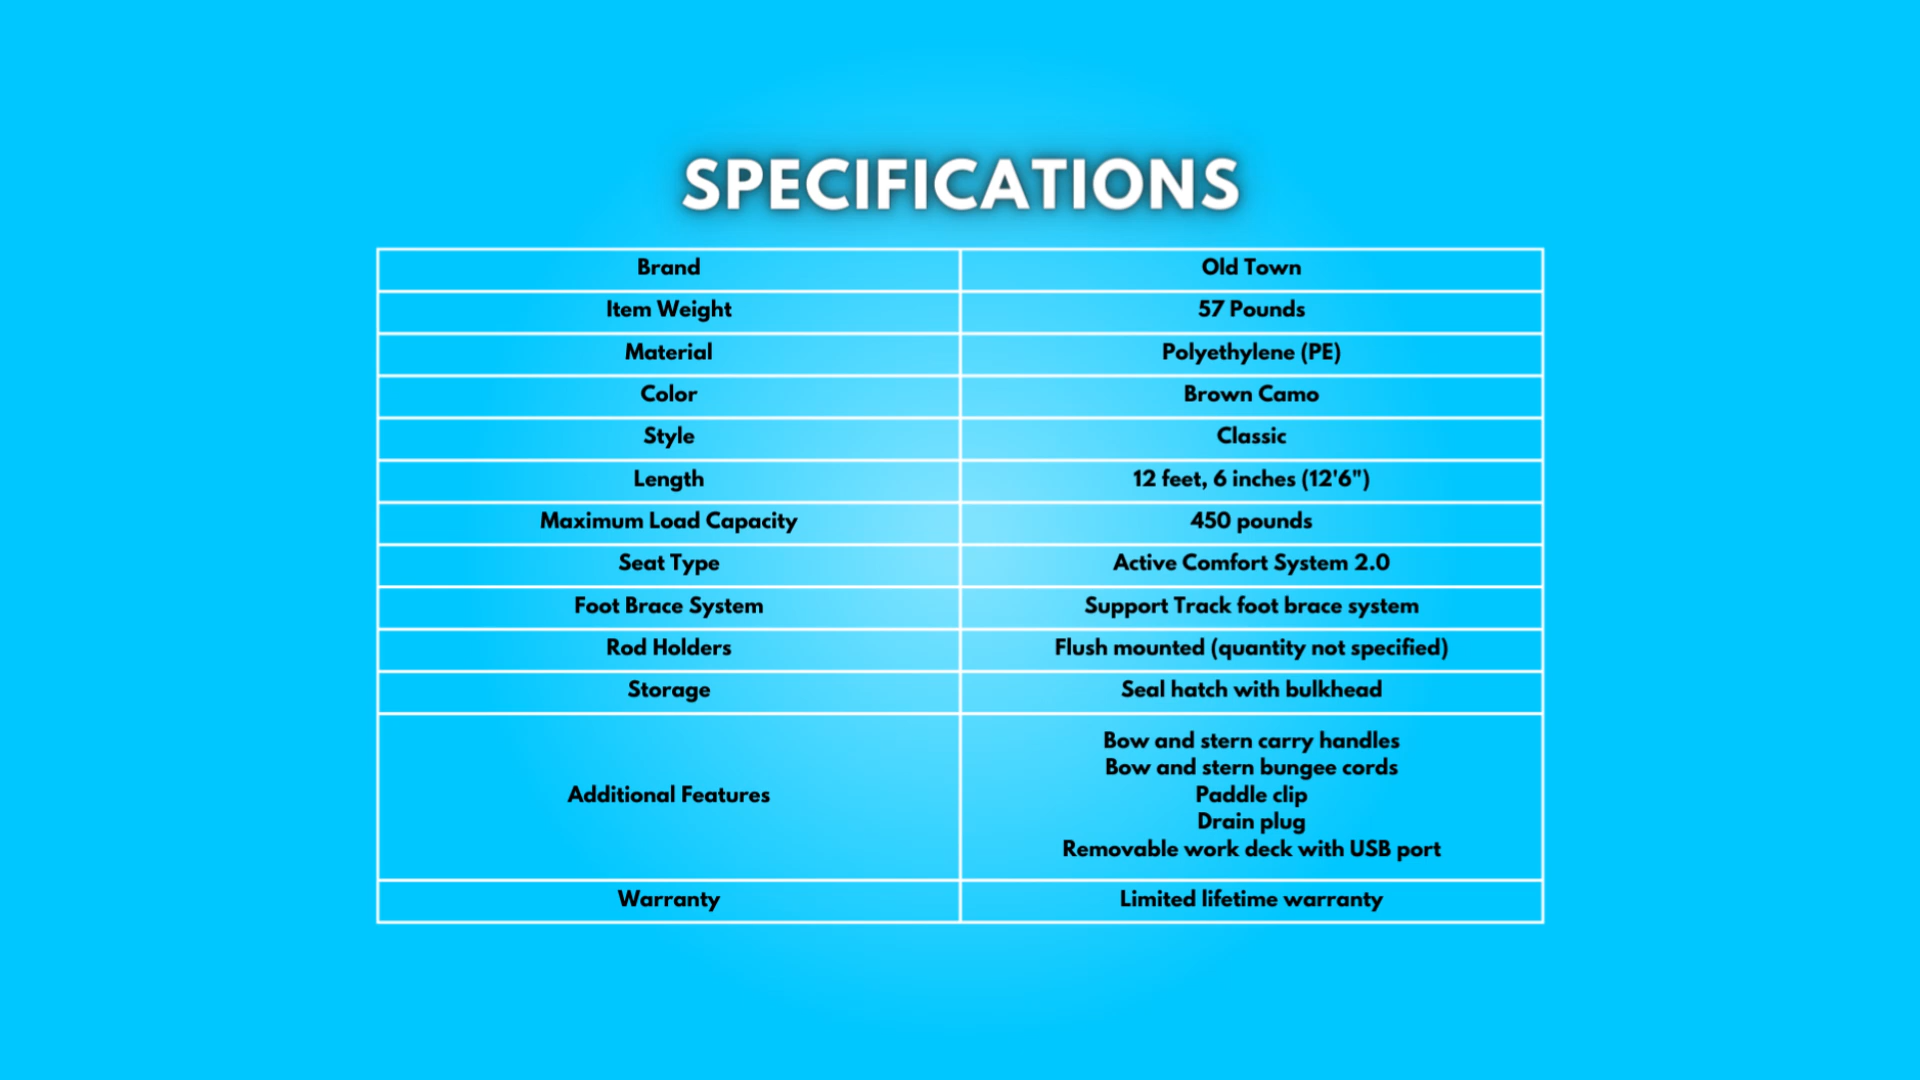 SPECIFICATIONS
Brand Old Town
Item Weight 57 Pounds
Material Polyethylene (PE)
Color Brown Camo
Style Classic
Length 12 feet, 6 inches (12'6")
Maximum Load Capacity 450 pounds
Seat Type Active Comfort System 2.0
Foot Brace System Support Track foot brace system
Rod Holders Flush mounted (quantity not specified)
Storage Seal hatch with bulkhead
Additional Features
Bow and stern carry handles
Bow and stern bungee cords
Paddle clip
Drain plug
Removable work deck with USB port
Warranty Limited lifetime warranty